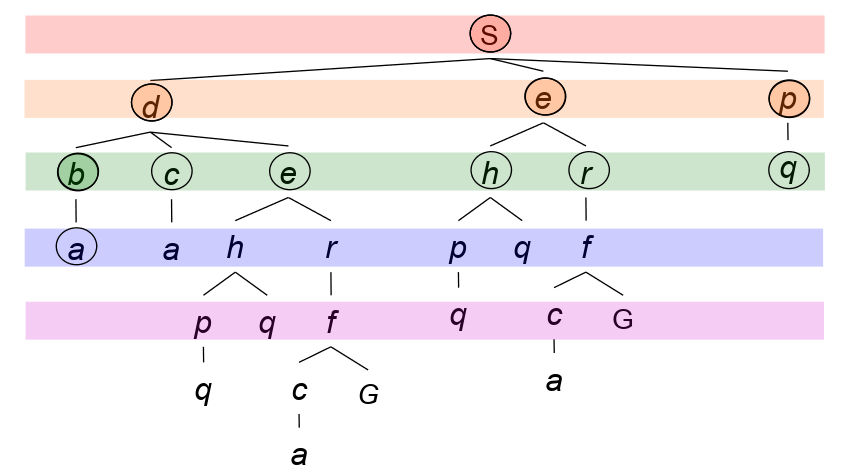 S
d e p
b c e h r q
a a h r p q f
p q f q c G
q c G a
a